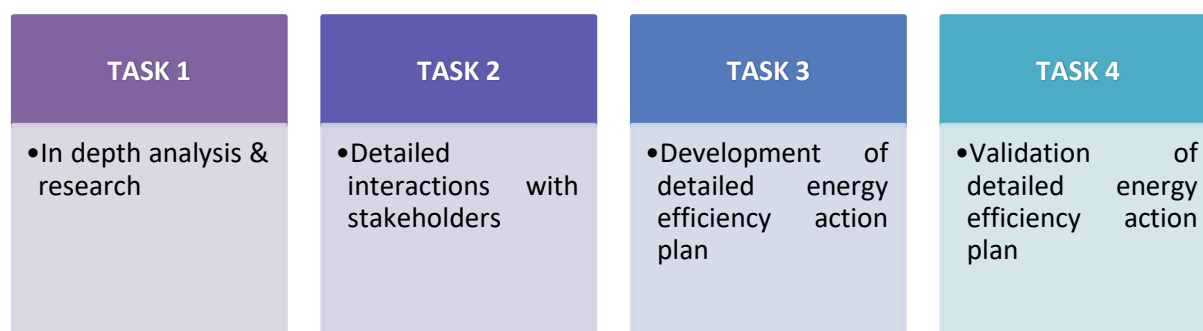 TASK 1
•In depth analysis &
research
TASK 2
•Detailed
interactions with
stakeholders
TASK 3
•Development of
detailed energy
efficiency action
plan
TASK 4
•Validation of
detailed energy
efficiency action
plan